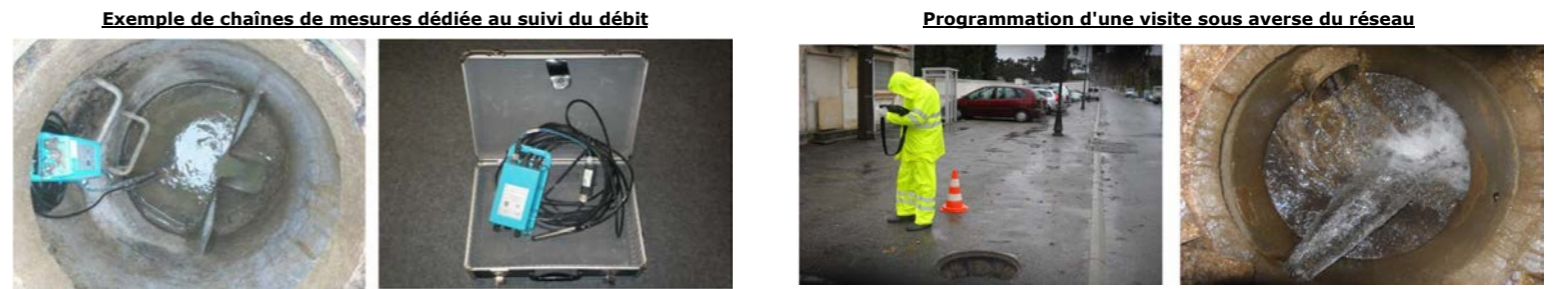 Exemple de chaînes de mesures dédiée au suivi du débit
Programmation d'une visite sous averse du réseau